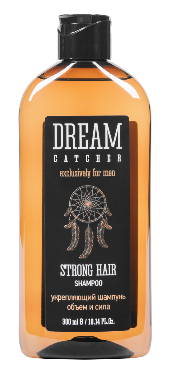 DREAM
CATCHER
exclusively for men
STRONG HAIR
SHAMPOO
укрепляющий шампунь
объем и сила
300 ml ℮ / 10.14 Fl.Oz.